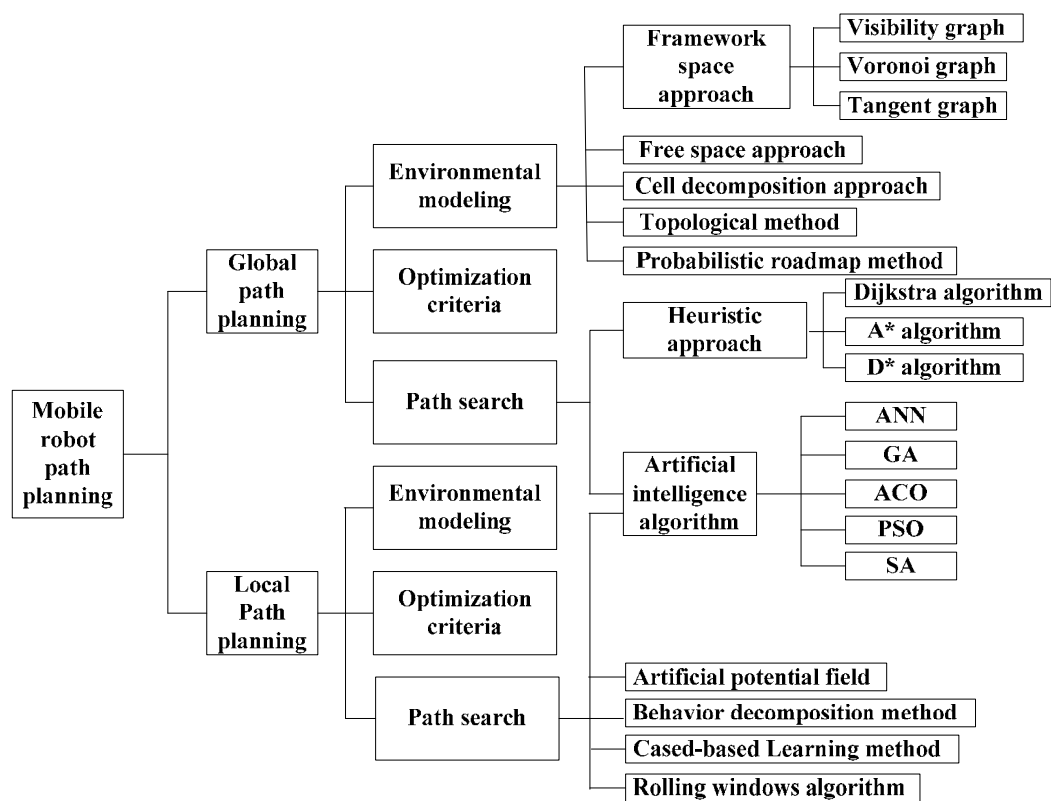 Mobile
robot
path
planning
Global
path
planning
Local
Path
planning
Environmental
modeling
Optimization
criteria
Path search
Environmental
modeling
Optimization
criteria
Path search
Framework
space
approach
Free space approach
Cell decomposition approach
Topological method
Probabilistic roadmap method
Heuristic
approach
Artificial
intelligence
algorithm
Artificial potential field
Behavior decomposition method
Cased-based Learning method
Rolling windows algorithm
Visibility graph
Voronoi graph
Tangent graph
Dijkstra algorithm
A* algorithm
D* algorithm
ANN
GA
ACO
PSO
SA